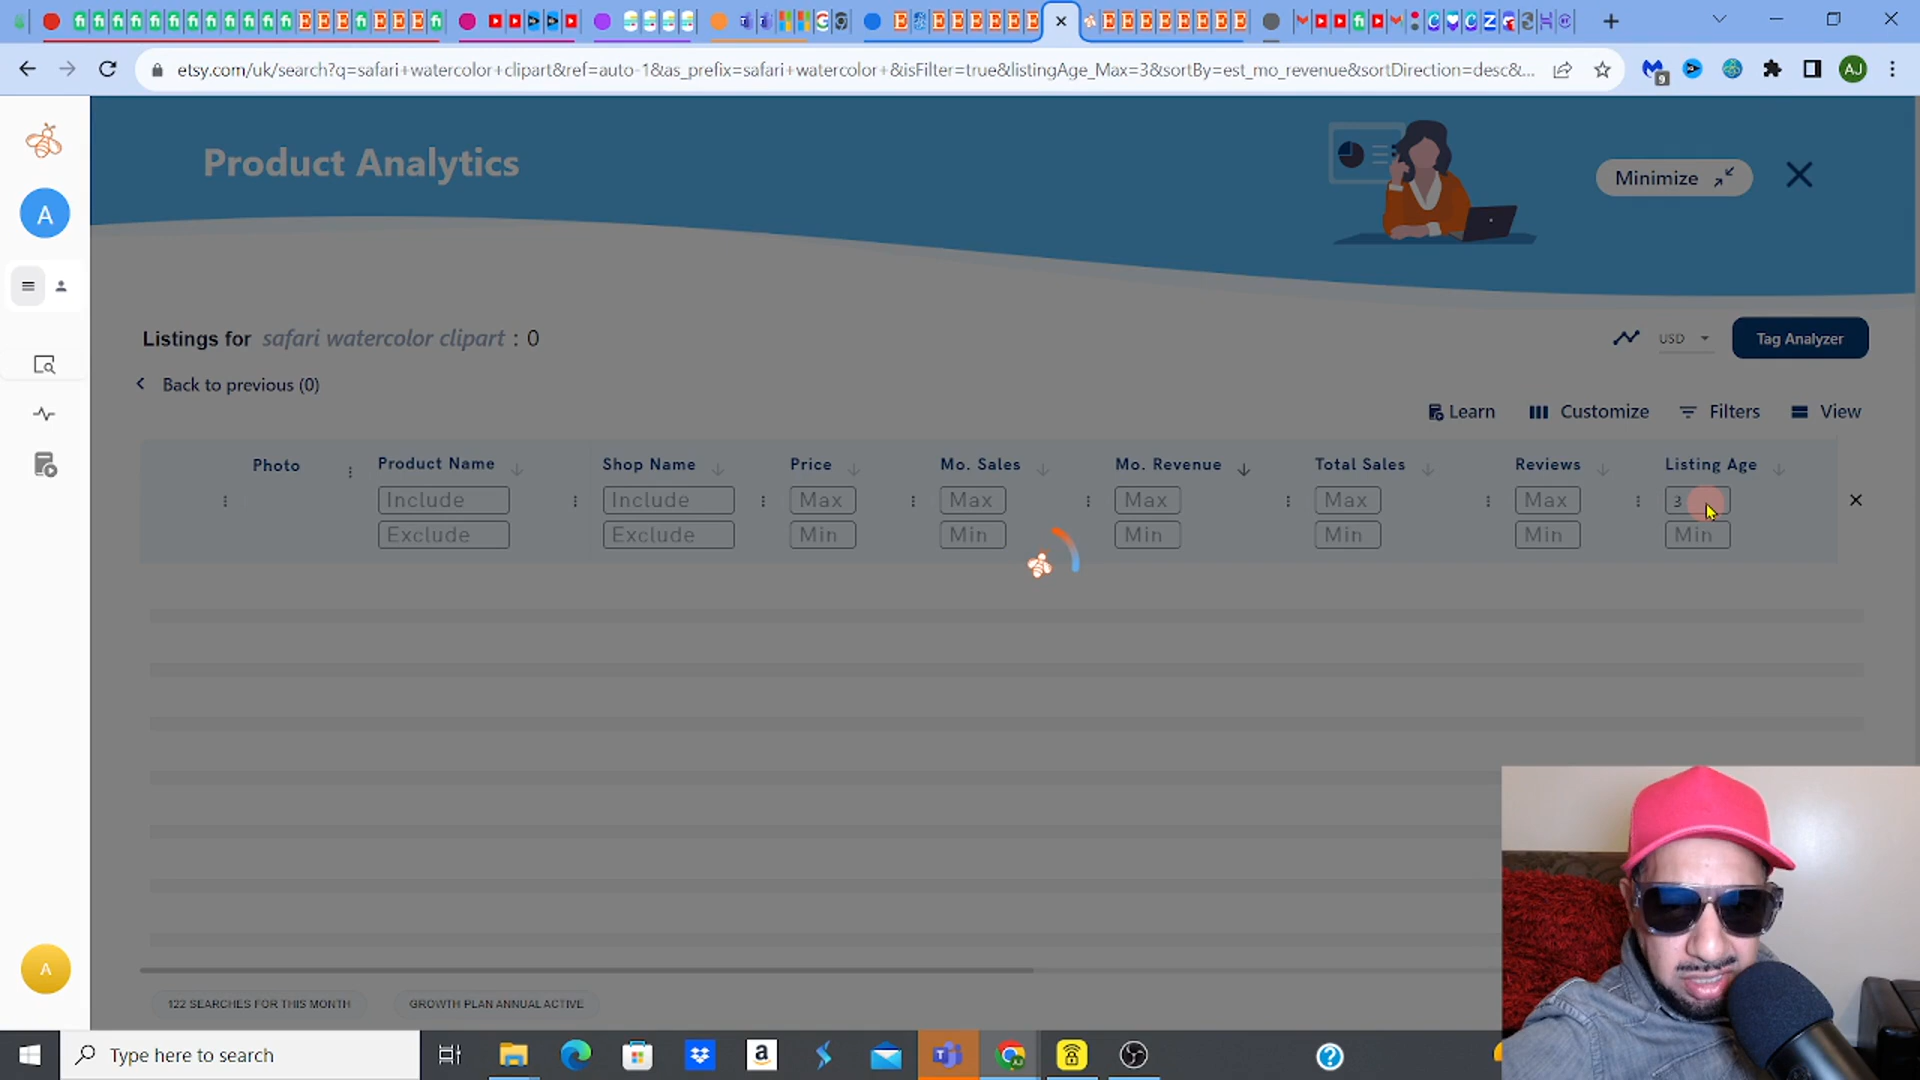 etsy.com/uk/search?q=safari+watercolor+clipart&ref=auto-1&as_prefix=safari+watercolor+&isFilter=true&listingAge_Max=3&sortBy=est_mo_revenue&sortDirection=desc&...
9
AJ
Product Analytics
Minimize
A
Listings for safari watercolor clipart : 0
USD
Tag Analyzer
Back to previous (0)
Learn
Customize
Filters
View
Photo
Product Name
Shop Name
Price
Mo. Sales
Mo. Revenue
Total Sales
Reviews
Listing Age
Include
Include
Max
Max
Max
Max
Max
3
Exclude
Exclude
Min
Min
Min
Min
Min
Min
A
122 SEARCHES FOR THIS MONTH
GROWTH PLAN ANNUAL ACTIVE
Type here to search